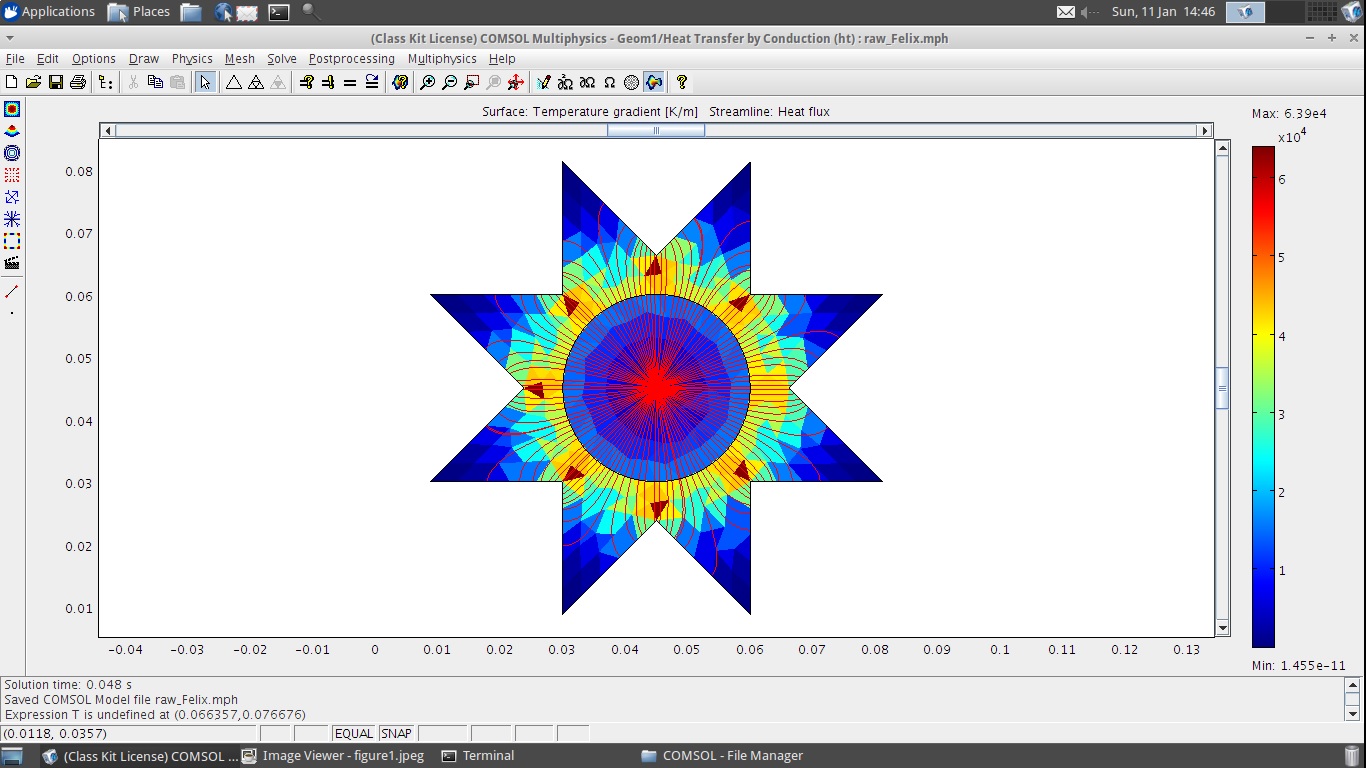 Applications Places Sun, 11 Jan 14:46
(Class Kit License) COMSOL Multiphysics - Geom1/Heat Transfer by Conduction (ht) : raw_Felix.mph
File Edit Options Draw Physics Mesh Solve Postprocessing Multiphysics Help
Surface: Temperature gradient [K/m] Streamline: Heat flux
Max: 6.39e4
x10^4
0.08
0.07
0.06
0.05
0.04
0.03
0.02
0.01
6
5
4
3
2
1
-0.04 -0.03 -0.02 -0.01 0 0.01 0.02 0.03 0.04 0.05 0.06 0.07 0.08 0.09 0.10 0.11 0.12 0.13
Min: 1.455e-11
Solution time: 0.048 s
Saved COMSOL Model file raw_Felix.mph
Expression T is undefined at (0.066357,0.076676)
(0.0118, 0.0357) EQUAL SNAP
(Class Kit License) COMSOL ... Image Viewer - figure1.jpeg Terminal COMSOL - File Manager